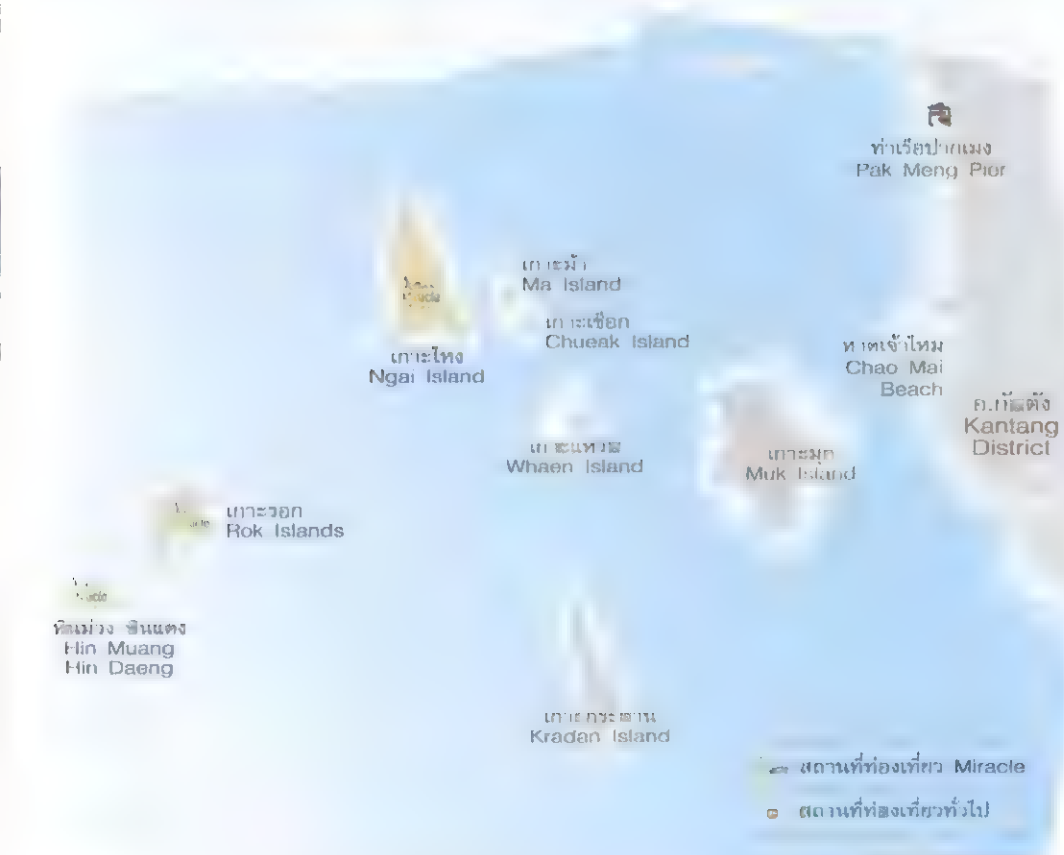 ท่าเรือปากเมง
Pak Meng Pier
เกาะม้า
Ma Island
เกาะเชือก
Chueak Island
เกาะไหง
Ngai Island
หาดเจ้าไหม
Chao Mai
Beach
อ.กันตัง
Kantang
District
เกาะแหวน
Whaen Island
เกาะมุก
Muk Island
เกาะรอก
Rok Islands
หินม่วง หินแดง
Hin Muang
Hin Daeng
เกาะกระดาน
Kradan Island
สถานที่ท่องเที่ยว Miracle
สถานที่ท่องเที่ยวทั่วไป